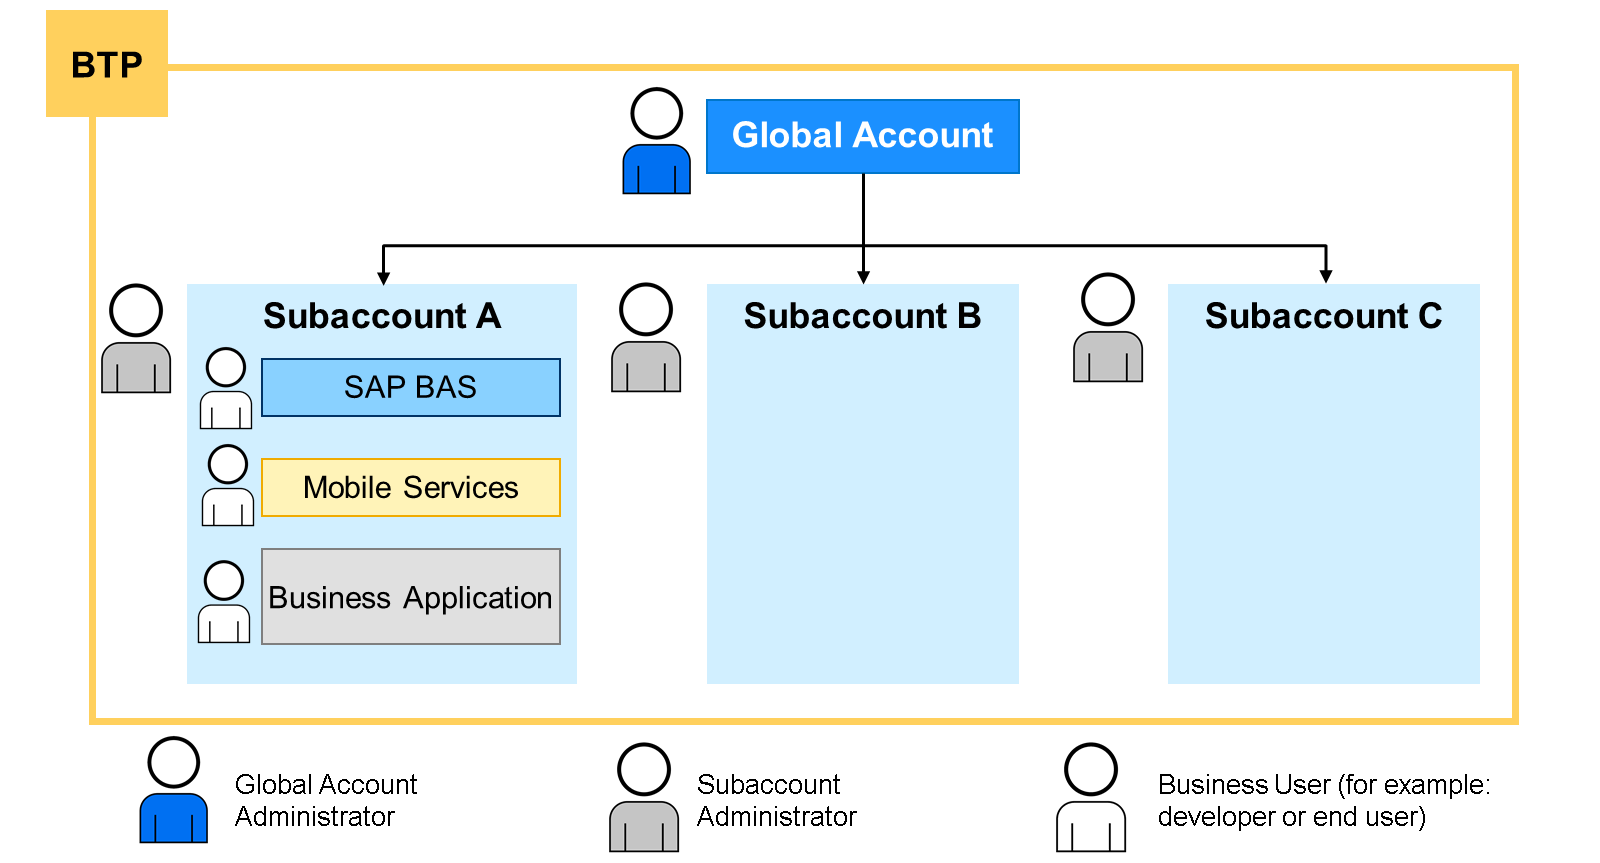 BTP
Global Account
Subaccount A
Subaccount B
Subaccount C
SAP BAS
Mobile Services
Business Application
Global Account
Administrator
Subaccount
Administrator
Business User (for example:
developer or end user)